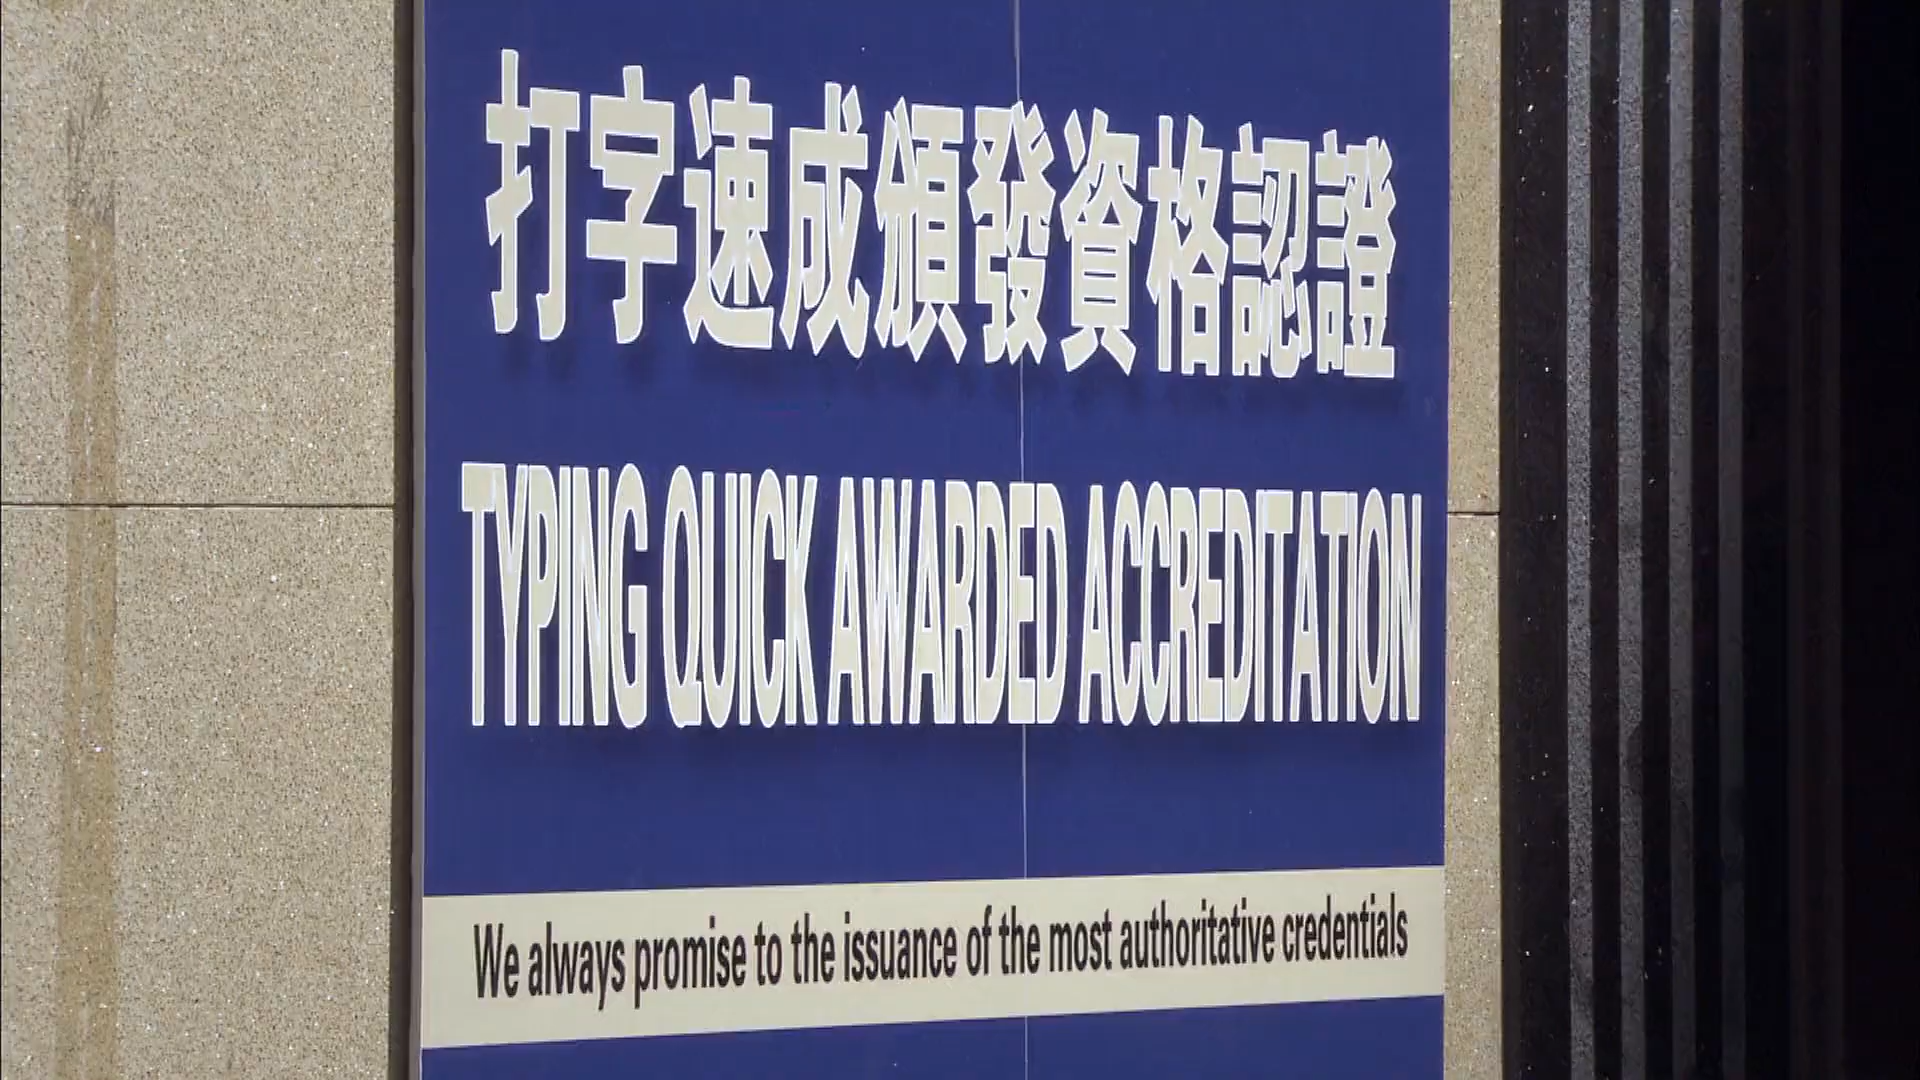 打字速成頒發資格認證
TYPING QUICK AWARDED ACCREDITATION
We always promise to the issuance of the most authoritative credentials